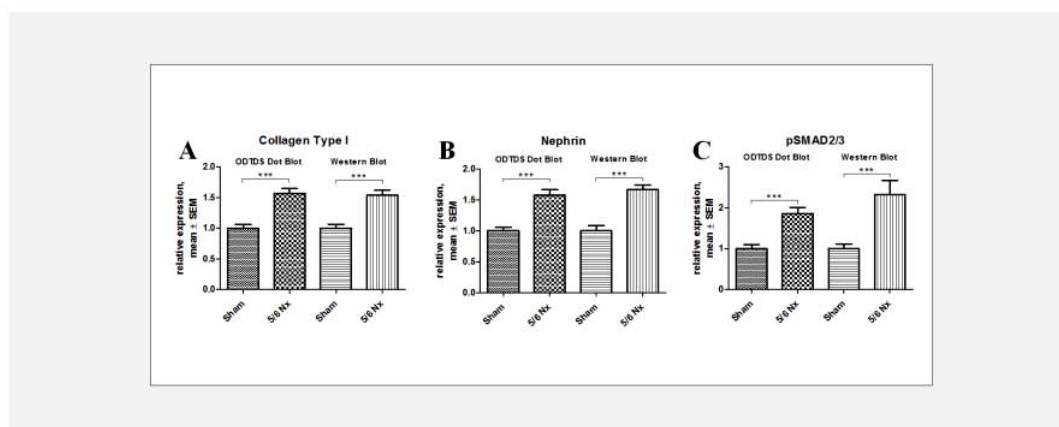 A
Collagen Type I
ODTDS Dot Blot Western Blot
*** ***
relative expression,
mean ± SEM
2.0
1.5
1.0
0.5
0.0
Sham 5/6 Nx Sham 5/6 Nx
B
Nephrin
ODTDS Dot Blot Western Blot
*** ***
relative expression,
mean ± SEM
2.0
1.5
1.0
0.5
0.0
Sham 5/6 Nx Sham 5/6 Nx
C
pSMAD2/3
ODTDS Dot Blot Western Blot
*** ***
relative expression,
mean ± SEM
3
2
1
0
Sham 5/6 Nx Sham 5/6 Nx